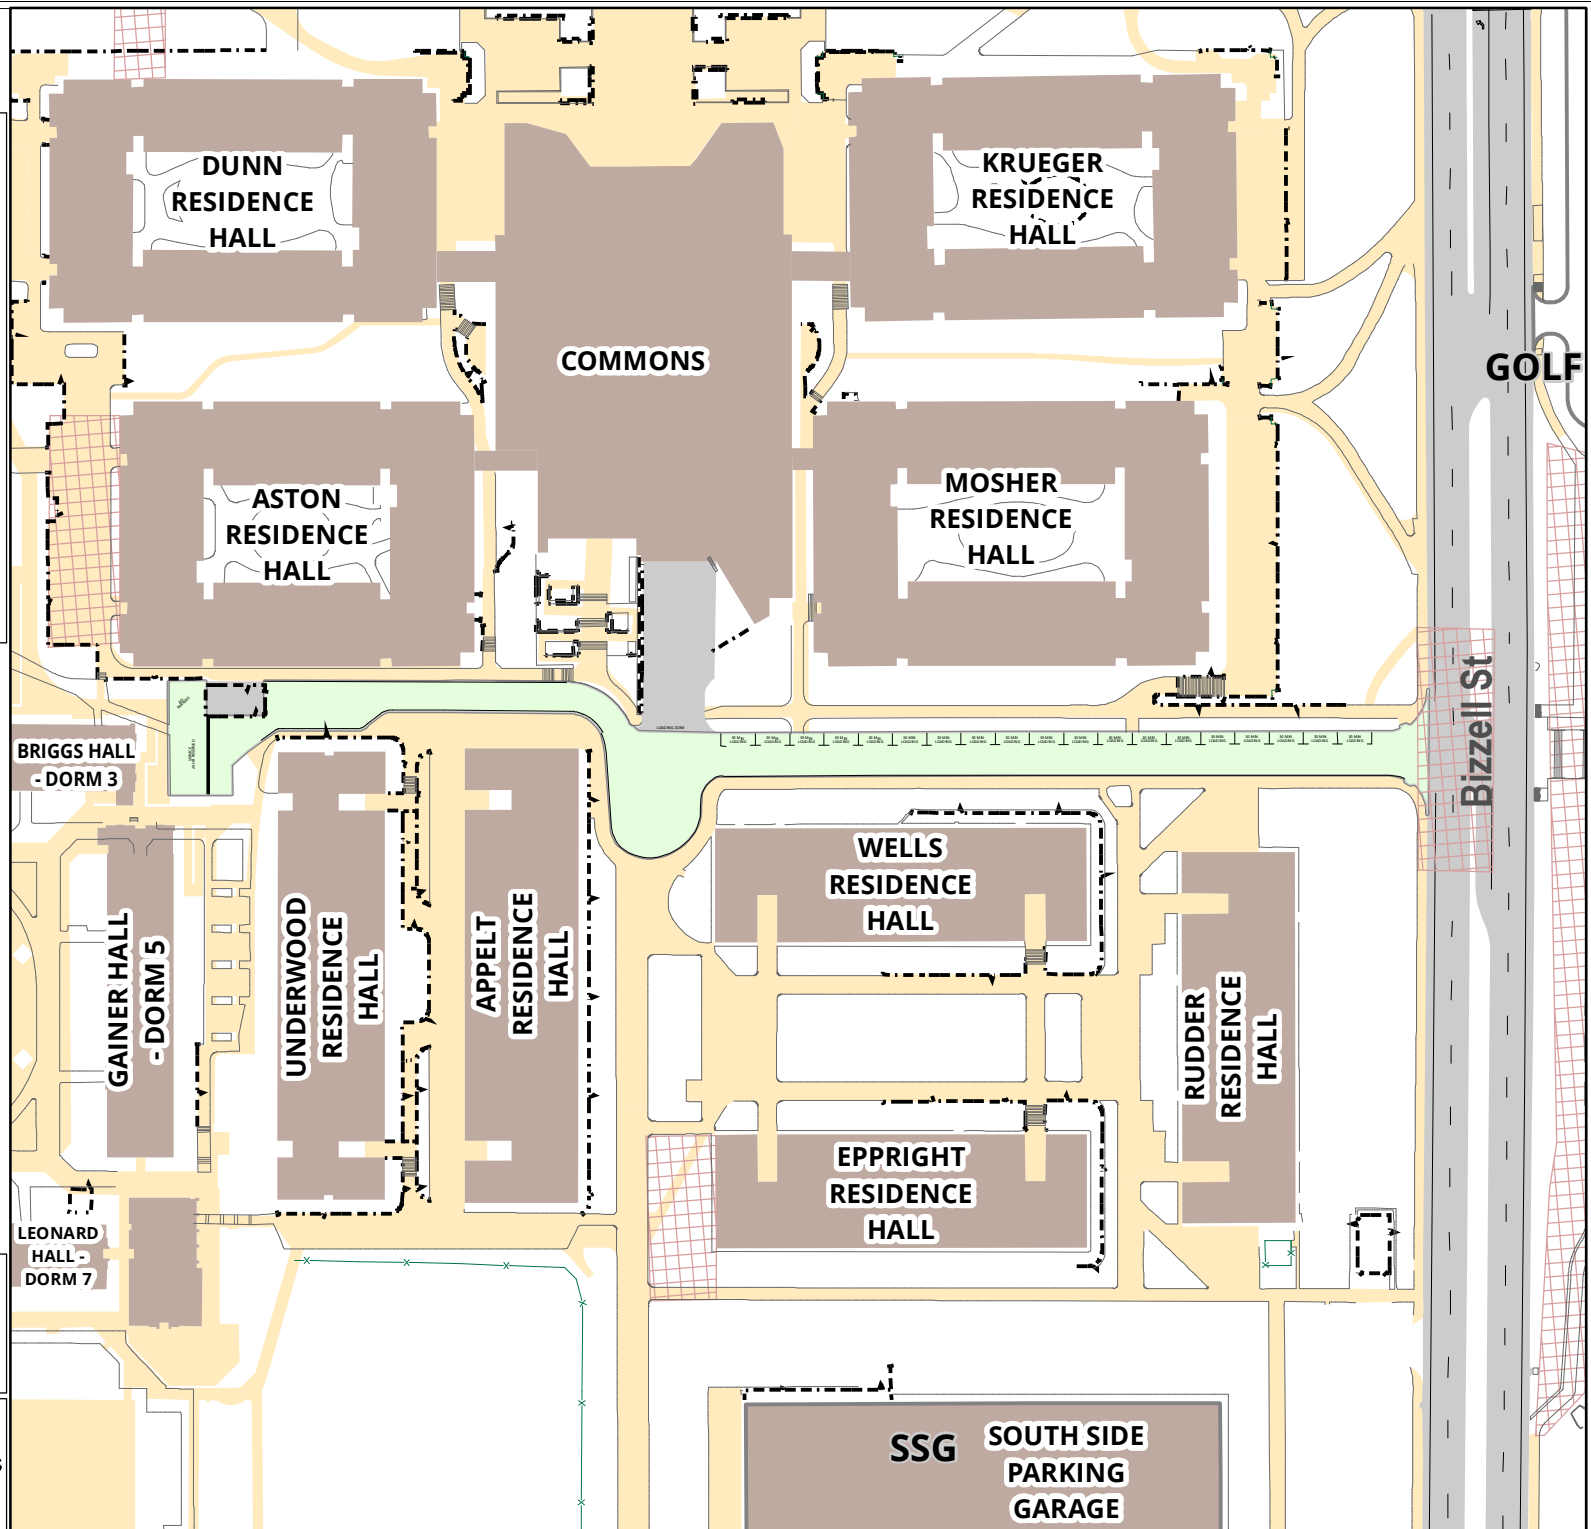 DUNN
RESIDENCE
HALL
KRUEGER
RESIDENCE
HALL
COMMONS
GOLF
ASTON
RESIDENCE
HALL
MOSHER
RESIDENCE
HALL
Bizzell St
LOADING ZONE
BRIGGS HALL
- DORM 3
WELLS
RESIDENCE
HALL
GAINER HALL
- DORM 5
UNDERWOOD
RESIDENCE
HALL
APPELT
RESIDENCE
HALL
RUDDER
RESIDENCE
HALL
EPPRIGHT
RESIDENCE
HALL
LEONARD
HALL -
DORM 7
SSG
SOUTH SIDE
PARKING
GARAGE